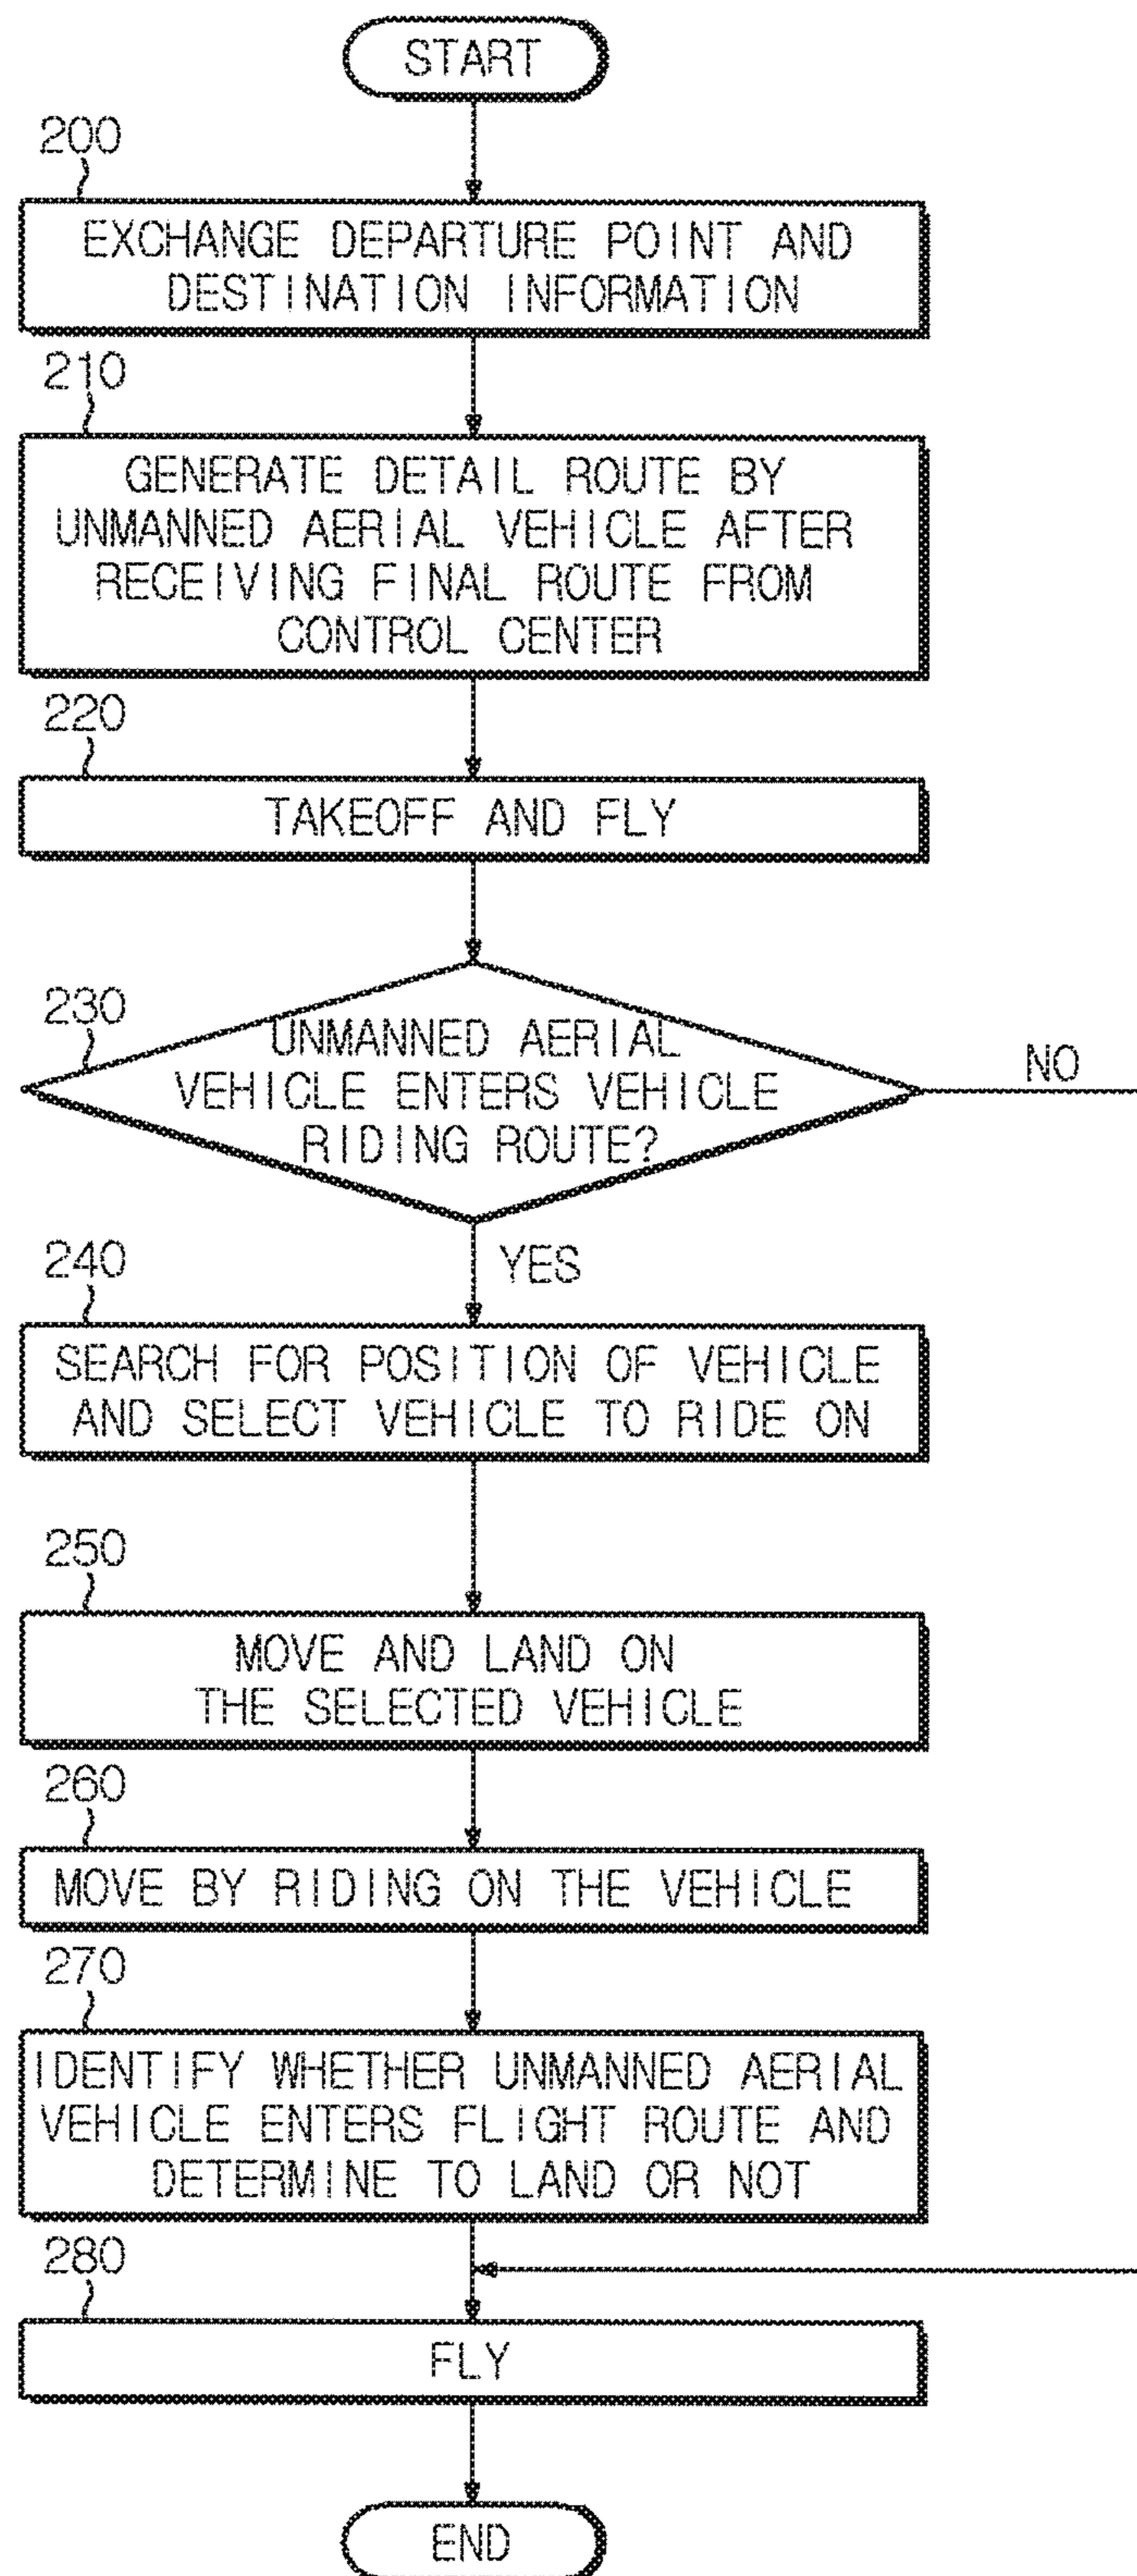 START
200
EXCHANGE DEPARTURE POINT AND
DESTINATION INFORMATION
210
GENERATE DETAIL ROUTE BY
UNMANNED AERIAL VEHICLE AFTER
RECEIVING FINAL ROUTE FROM
CONTROL CENTER
220
TAKEOFF AND FLY
230
UNMANNED AERIAL
VEHICLE ENTERS VEHICLE
RIDING ROUTE?
NO
YES
240
SEARCH FOR POSITION OF VEHICLE
AND SELECT VEHICLE TO RIDE ON
250
MOVE AND LAND ON
THE SELECTED VEHICLE
260
MOVE BY RIDING ON THE VEHICLE
270
IDENTIFY WHETHER UNMANNED AERIAL
VEHICLE ENTERS FLIGHT ROUTE AND
DETERMINE TO LAND OR NOT
280
FLY
END